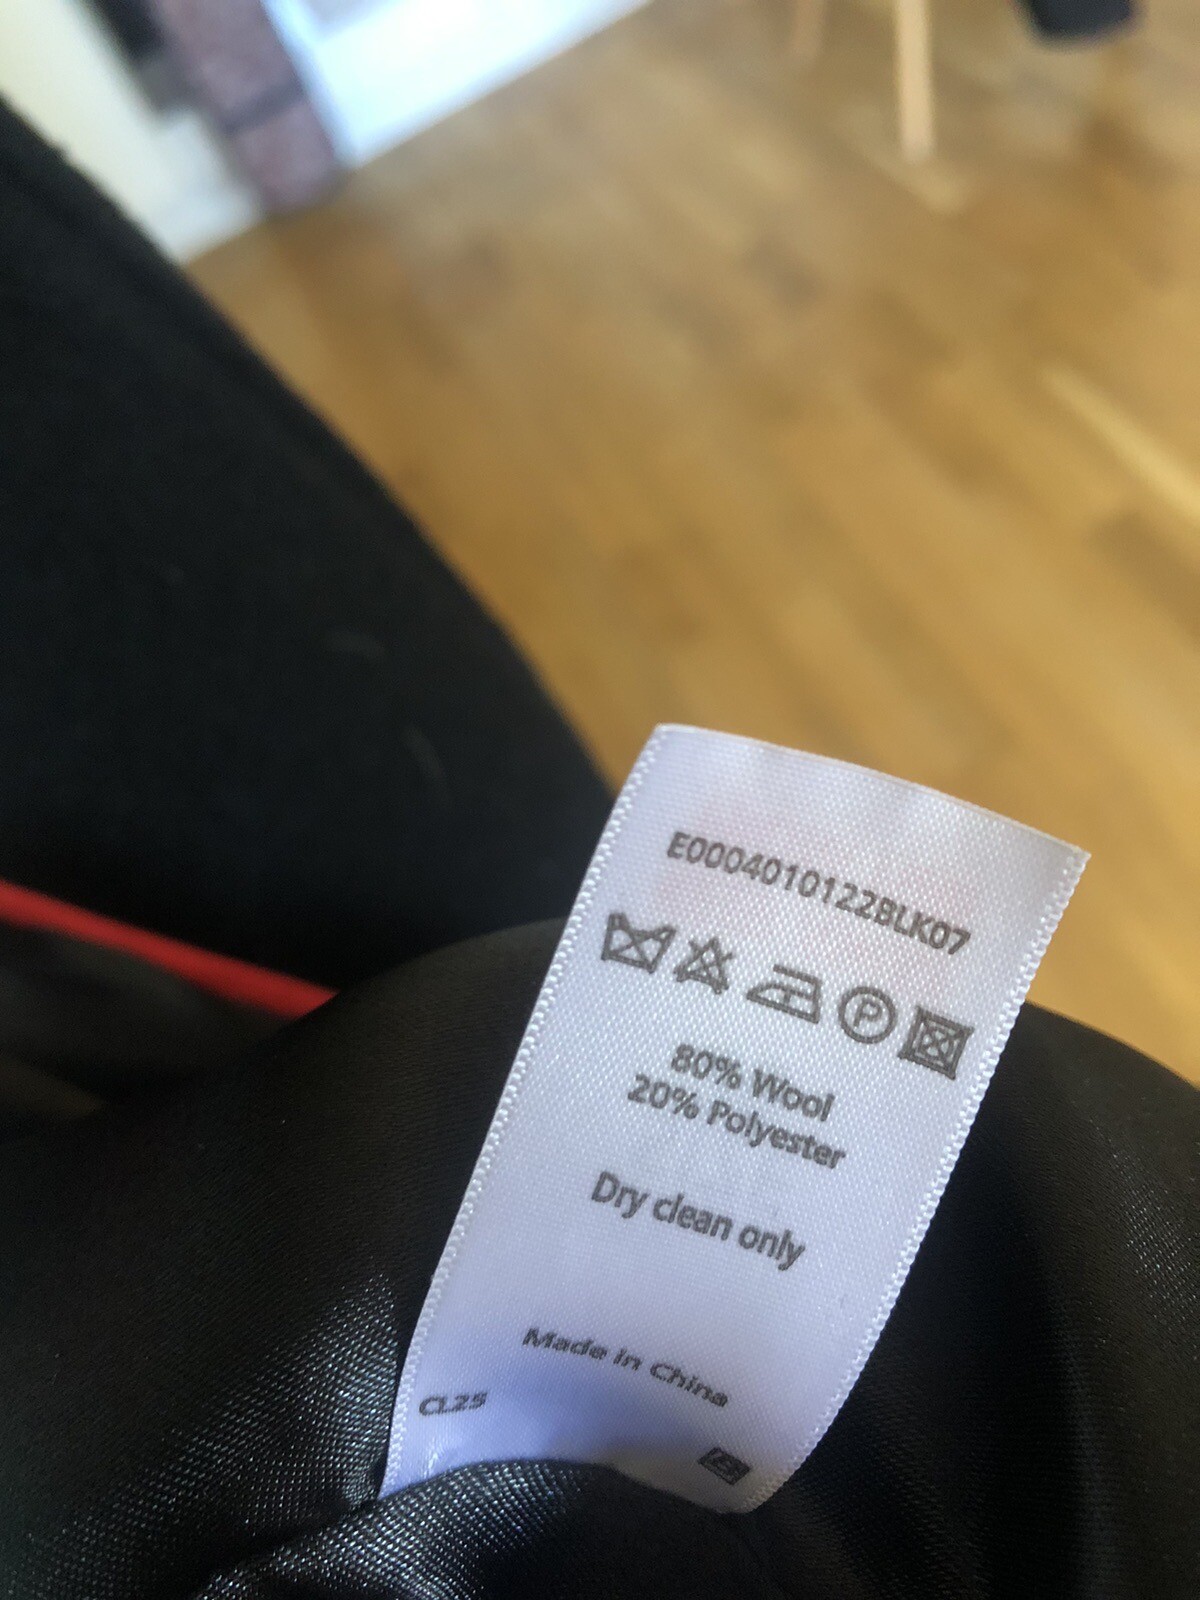 E0004010122BLK07
P
80% Wool
20% Polyester
Dry clean only
Made in China
CL25